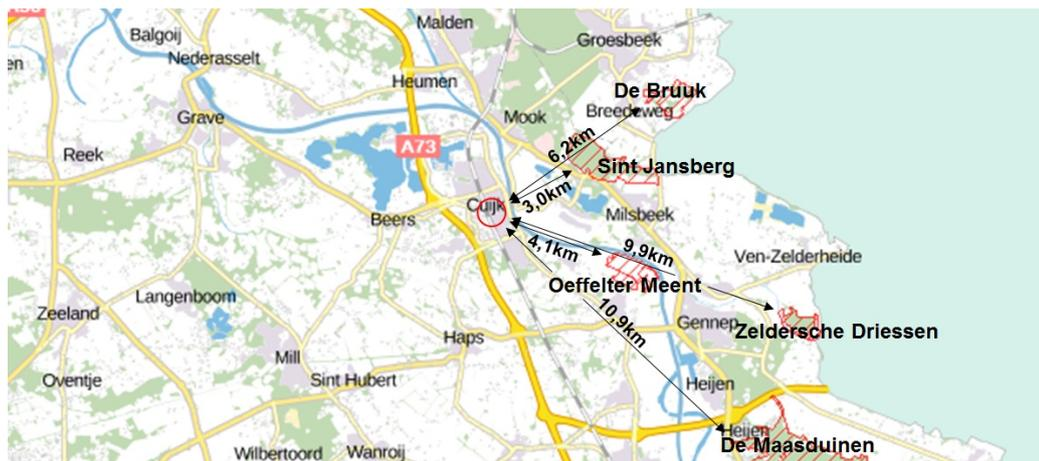 Malden
Balgoij
Groesbeek
Nederasselt
en
Heumen
De Bruuk
Breedeweg
Grave
Mook
A73
6,2km
Reek
Sint Jansberg
3,0km
Cuijk
Beers
Milsbeek
4,1km
9,9km
Ven-Zelderheide
Oeffelter Meent
Langenboom
10,9km
Zeeland
Gennep
Zeldersche Driessen
Haps
Mill
Oventje
Sint Hubert
Heijen
Heijen
De Maasduinen
Wilbertoord
Wanroij